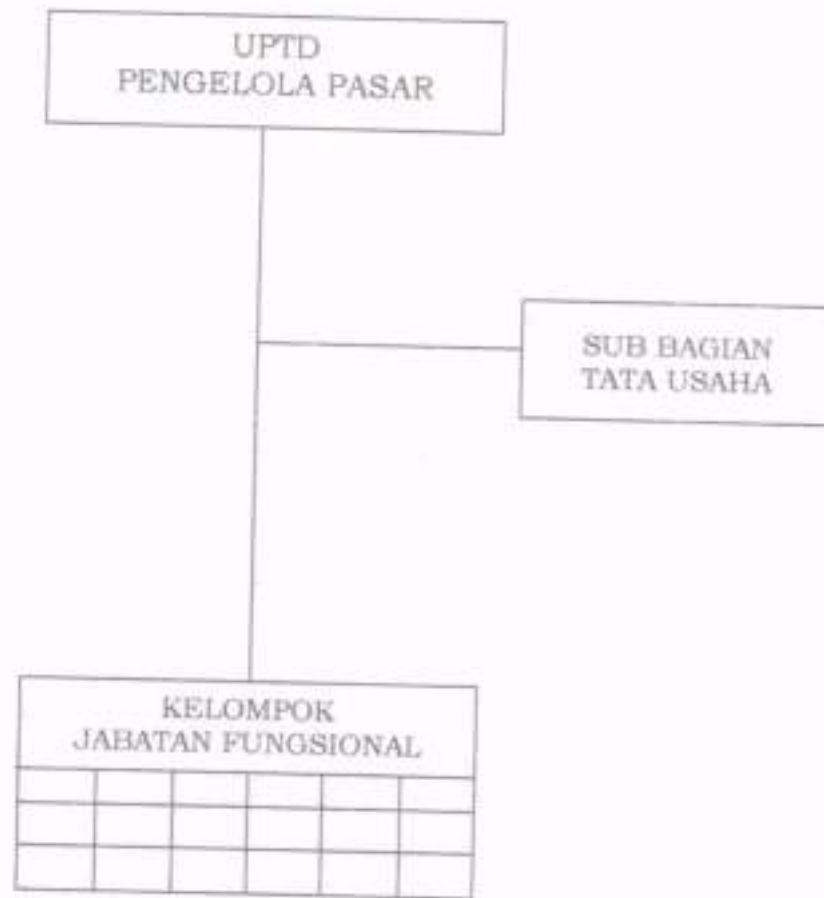 UPTD
PENGELOLA PASAR
SUB BAGIAN
TATA USAHA
KELOMPOK
JABATAN FUNGSIONAL